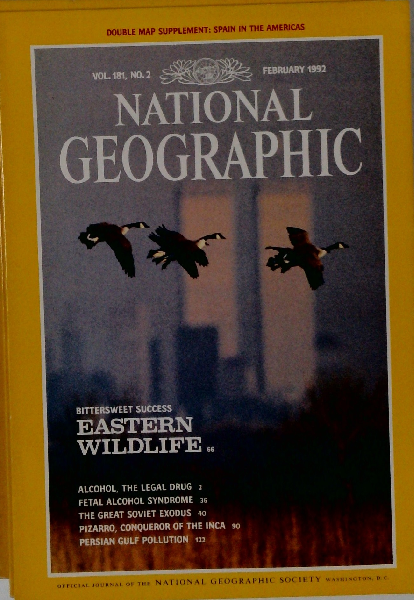 DOUBLE MAP SUPPLEMENT: SPAIN IN THE AMERICAS
VOL. 181, NO. 2 FEBRUARY 1992
NATIONAL
GEOGRAPHIC
BITTERSWEET SUCCESS
EASTERN
WILDLIFE 66
ALCOHOL, THE LEGAL DRUG 2
FETAL ALCOHOL SYNDROME 36
THE GREAT SOVIET EXODUS 40
PIZARRO, CONQUEROR OF THE INCA 90
PERSIAN GULF POLLUTION 122
OFFICIAL JOURNAL OF THE NATIONAL GEOGRAPHIC SOCIETY WASHINGTON, D.C.